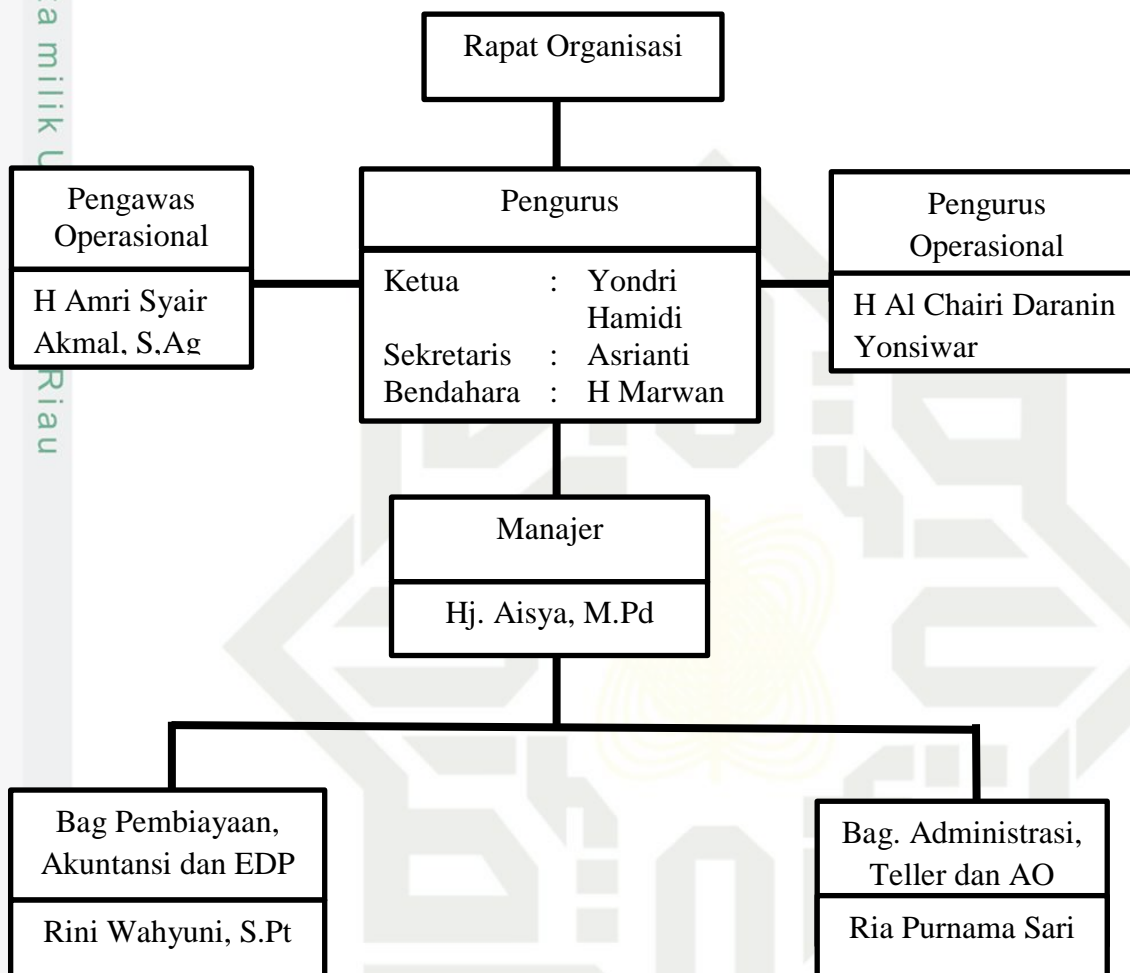 Rapat Organisasi
Pengawas
Operasional
H Amri Syair
Akmal, S,Ag
Pengurus
Ketua : Yondri
Hamidi
Sekretaris : Asrianti
Bendahara : H Marwan
Pengurus
Operasional
H Al Chairi Daranin
Yonsiwar
Manajer
Hj. Aisya, M.Pd
Bag Pembiayaan,
Akuntansi dan EDP
Rini Wahyuni, S.Pt
Bag. Administrasi,
Teller dan AO
Ria Purnama Sari
milik U
Riau